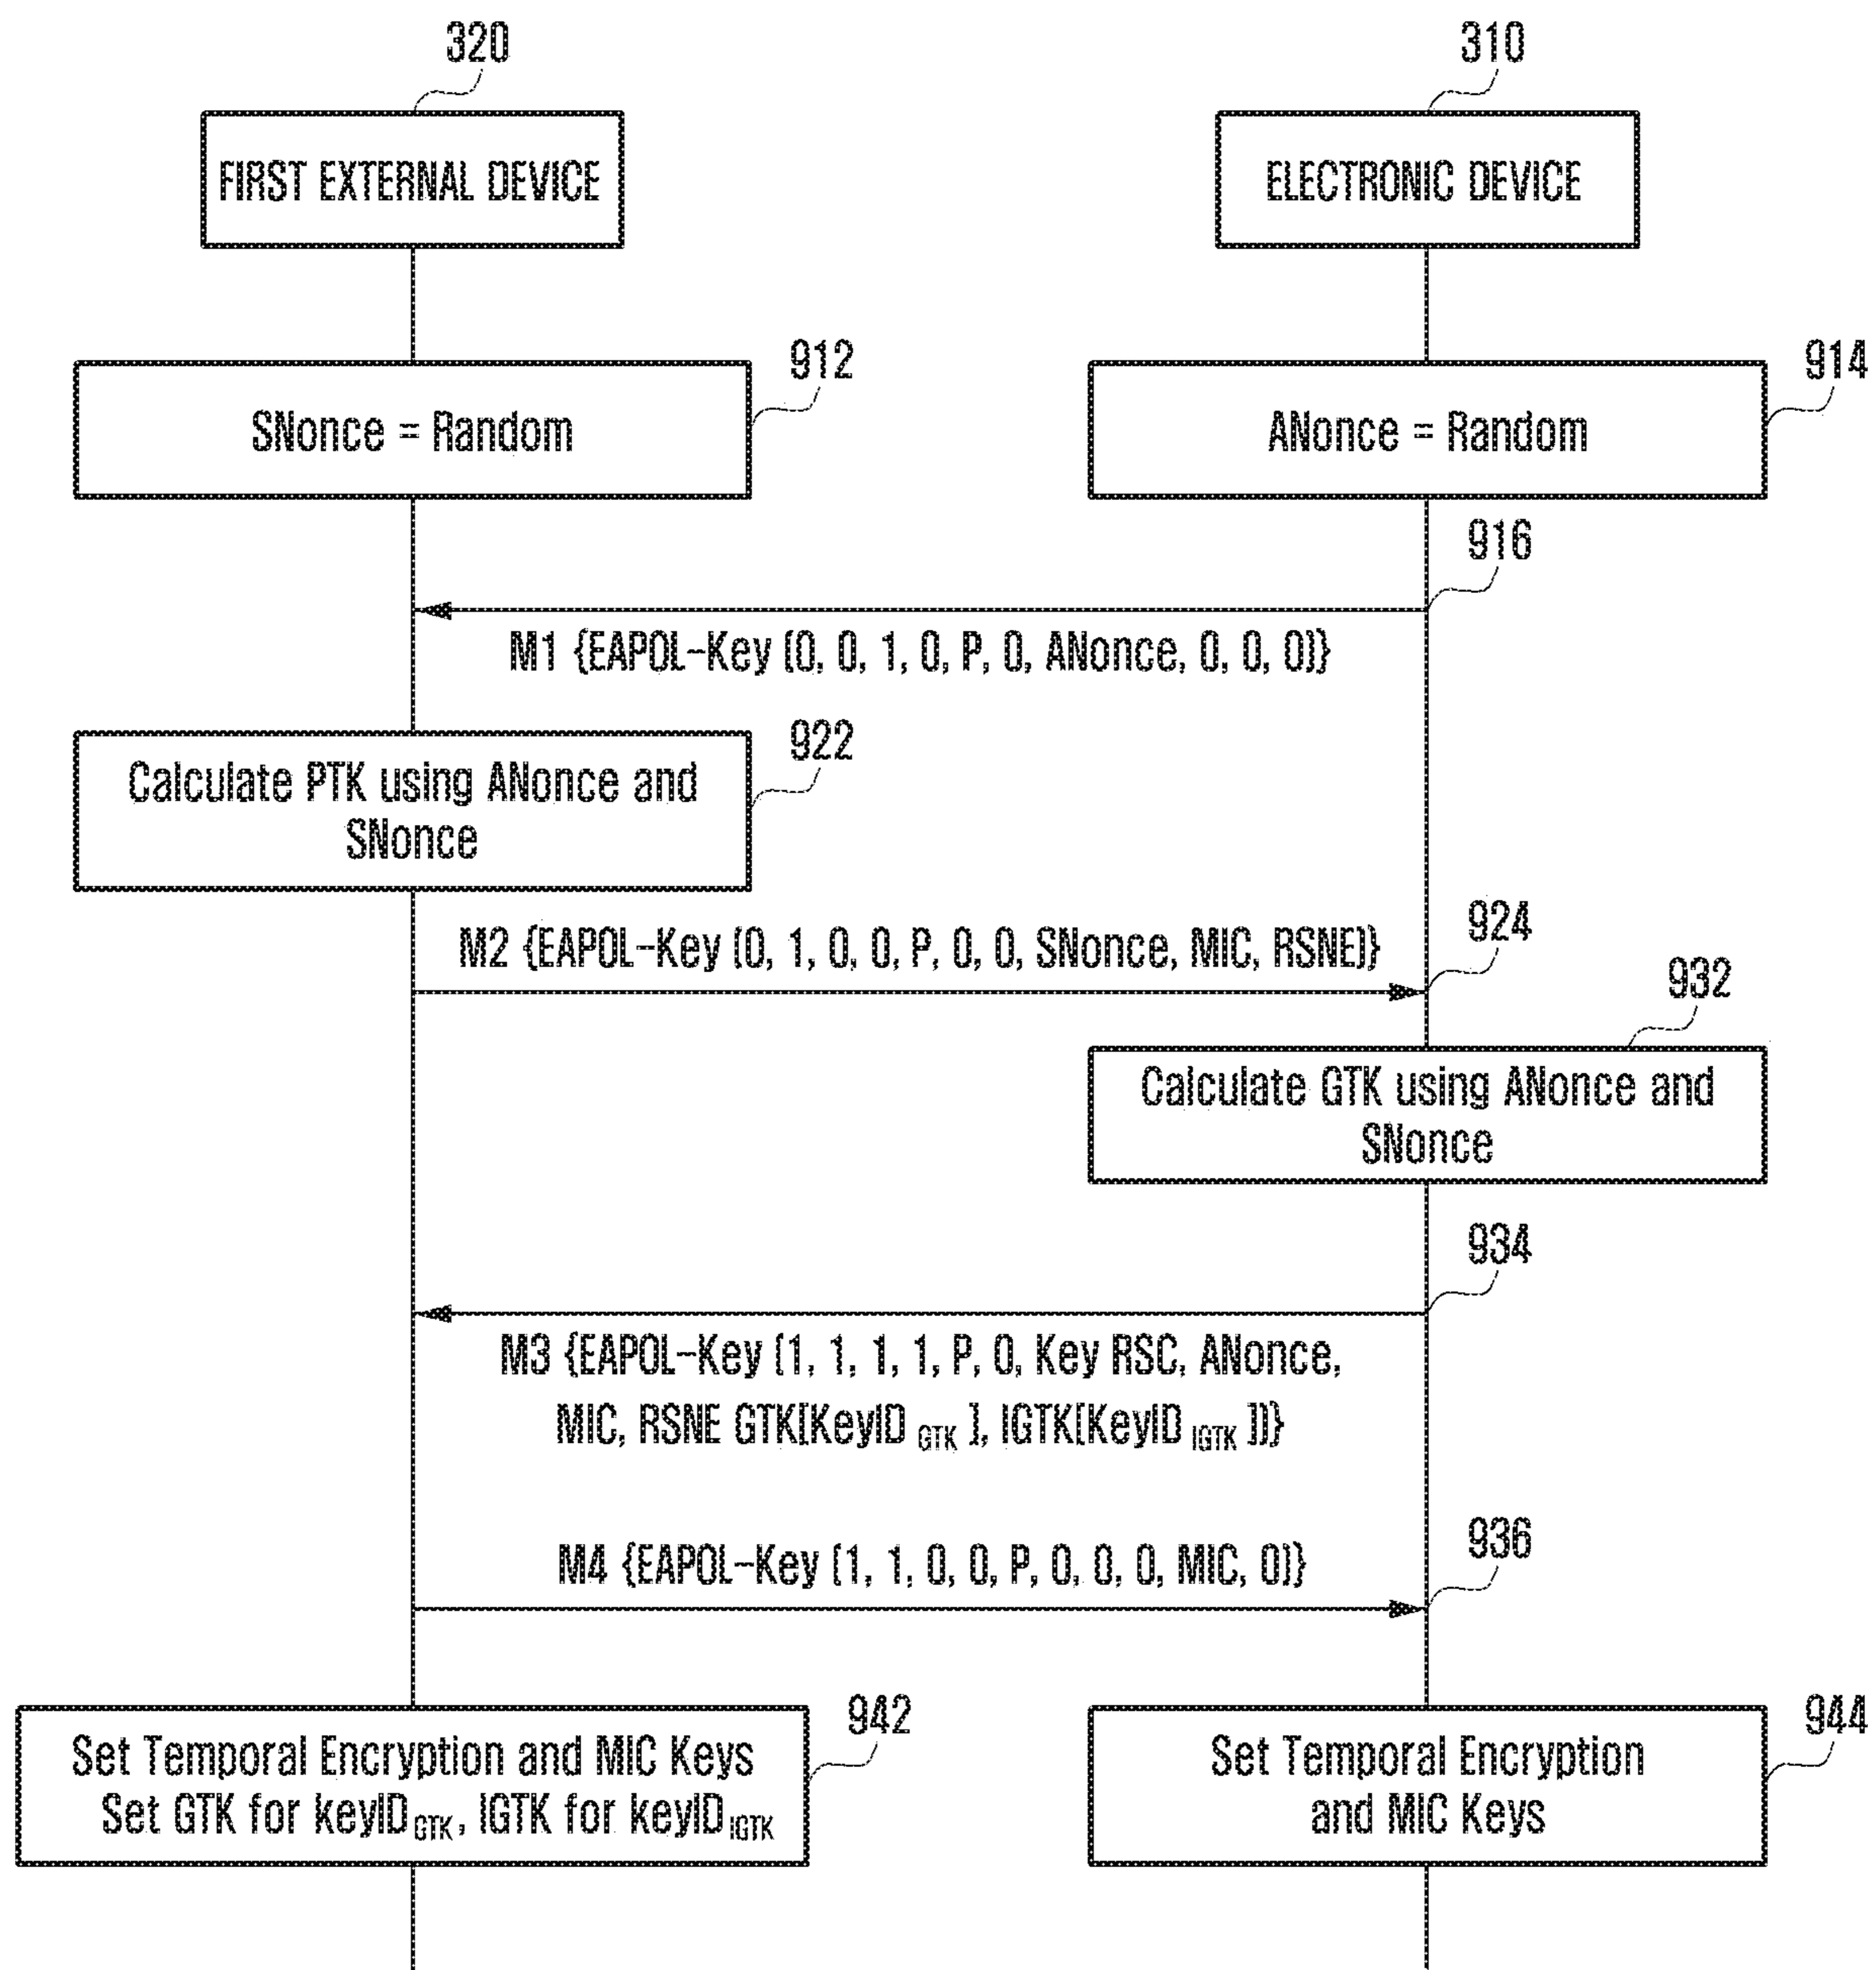 320
310
FIRST EXTERNAL DEVICE
ELECTRONIC DEVICE
912
914
SNonce = Random
ANonce = Random
916
M1 {EAPOL-Key (0, 0, 1, 0, P, 0, ANonce, 0, 0, 0)}
922
Calculate PTK using ANonce and
SNonce
924
M2 {EAPOL-Key (0, 1, 0, 0, P, 0, 0, SNonce, MIC, RSNE)}
932
Calculate GTK using ANonce and
SNonce
934
M3 {EAPOL-Key (1, 1, 1, 1, P, 0, Key RSC, ANonce,
MIC, RSNE GTK[KeyID GTK ], IGTK[KeyID IGTK ])}
936
M4 {EAPOL-Key (1, 1, 0, 0, P, 0, 0, 0, MIC, 0)}
942
944
Set Temporal Encryption and MIC Keys
Set GTK for keyID GTK, IGTK for keyID IGTK
Set Temporal Encryption
and MIC Keys